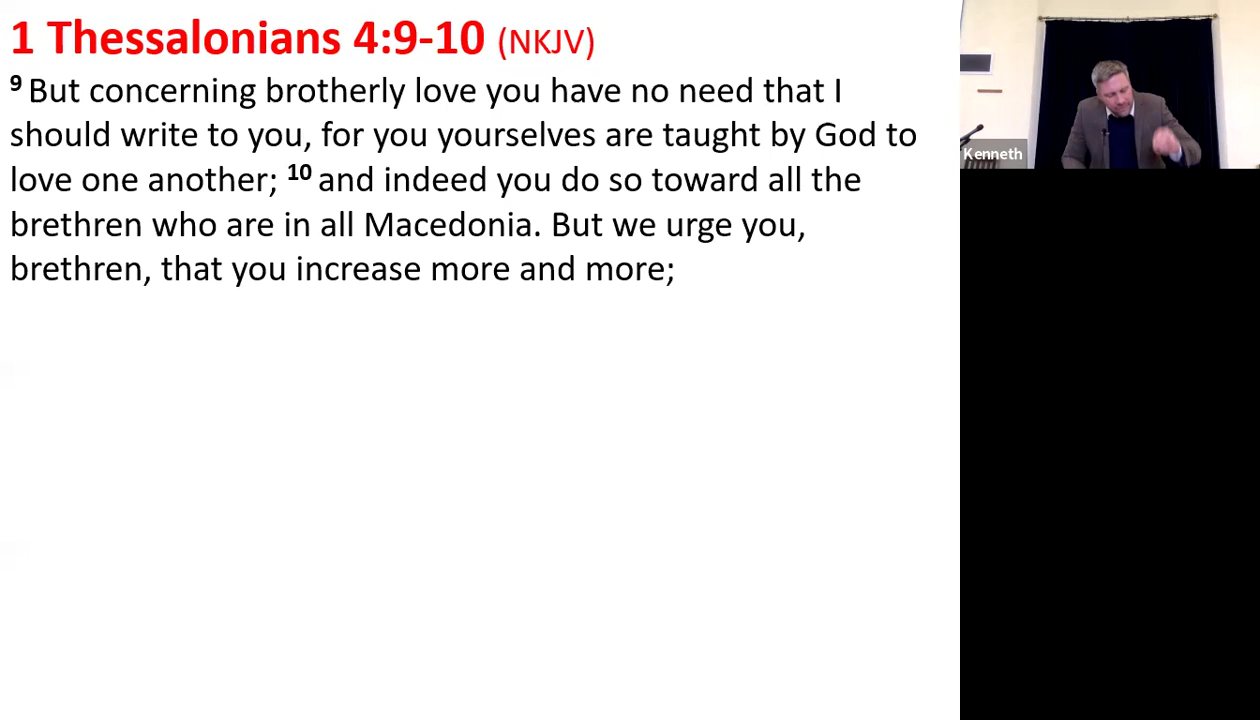 1 Thessalonians 4:9-10 (NKJV)
9 But concerning brotherly love you have no need that I
should write to you, for you yourselves are taught by God to
love one another; 10 and indeed you do so toward all the
brethren who are in all Macedonia. But we urge you,
brethren, that you increase more and more;
Kenneth